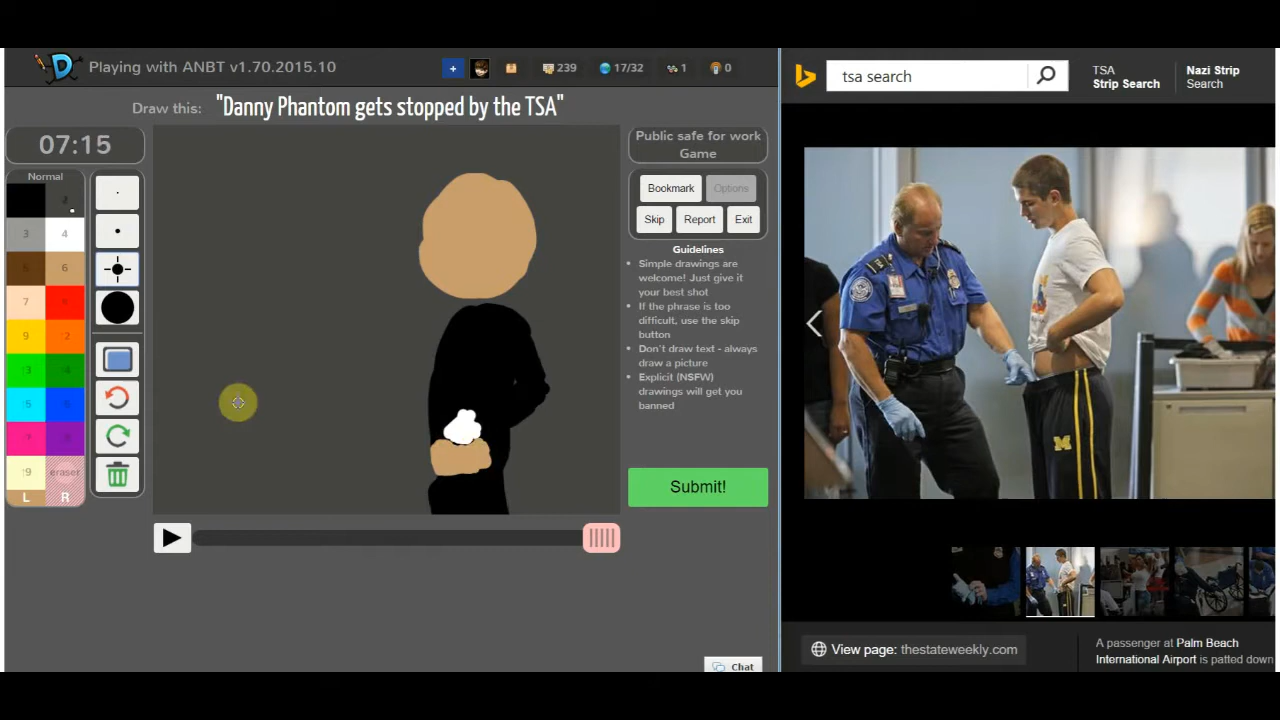 Playing with ANBT v1.70.2015.10
+
239
17/32
1
0
Draw this: "Danny Phantom gets stopped by the TSA"
07:15
Normal
2
3
4
5
6
7
8
9
L
eraser
R
Public safe for work
Game
Bookmark
Options
Skip
Report
Exit
Guidelines
Simple drawings are
welcome! Just give it
your best shot
If the phrase is too
difficult, use the skip
button
Don't draw text - always
draw a picture
Explicit (NSFW)
drawings will get you
banned
Submit!
Chat
tsa search
TSA
Strip Search
Nazi Strip
Search
M
View page: thestateweekly.com
A passenger at Palm Beach
International Airport is patted down